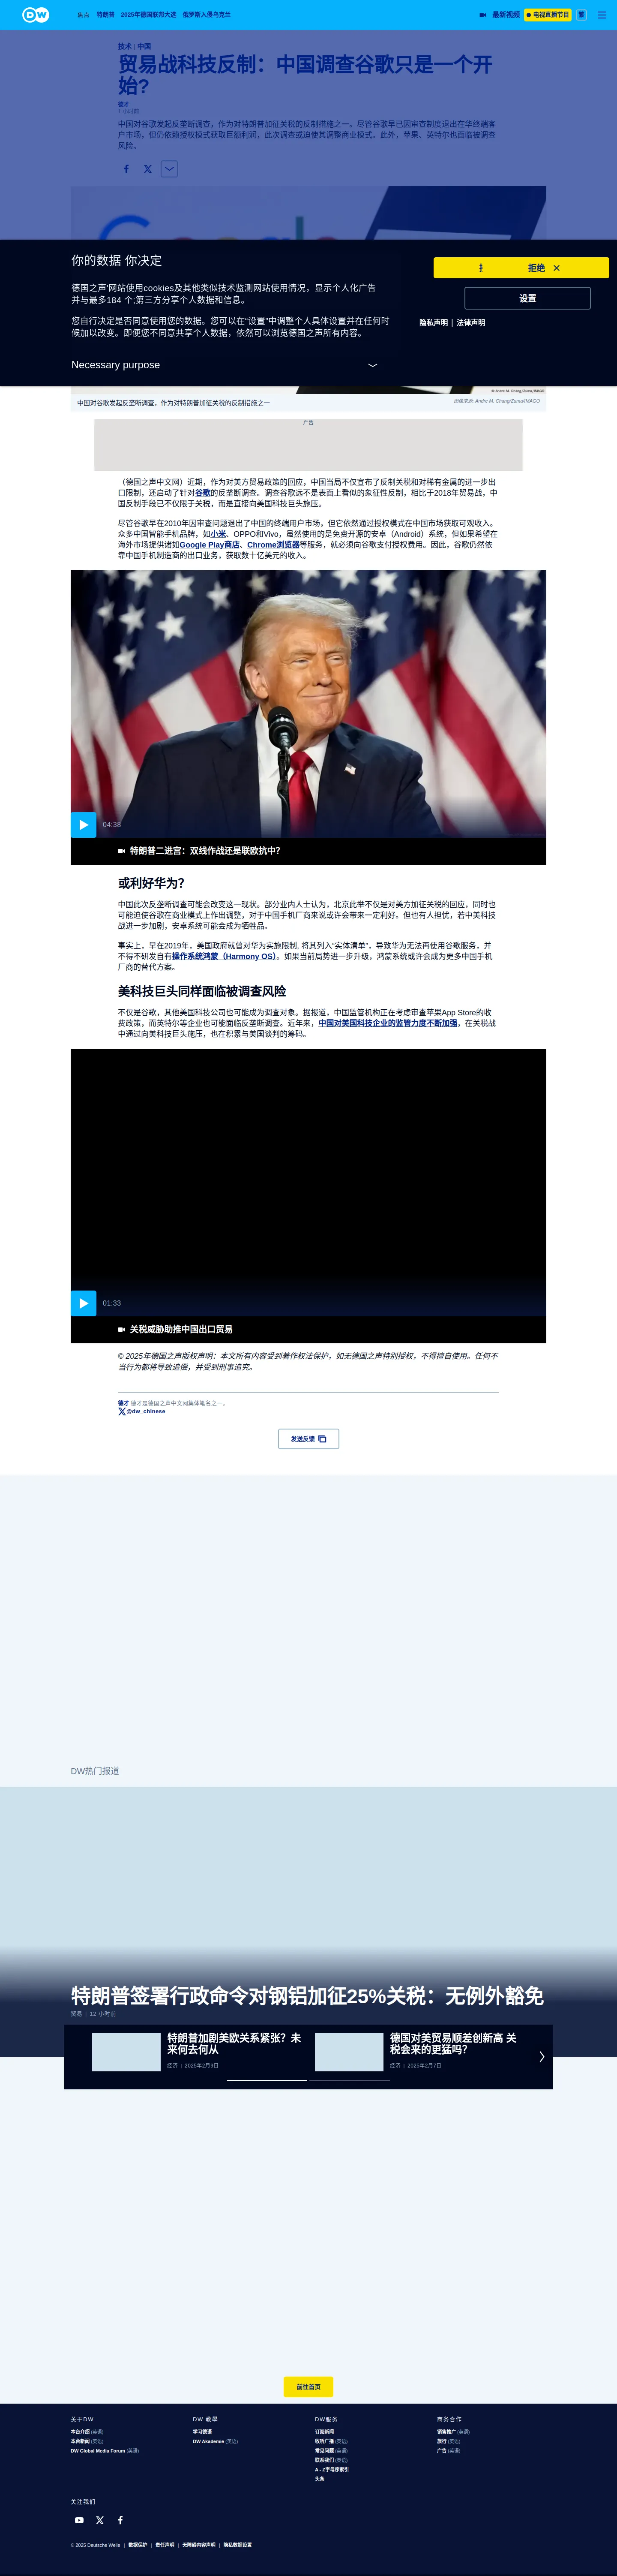 DW
焦点 特朗普 2025年德国联邦大选 俄罗斯入侵乌克兰
最新视频
电视直播节目
繁
技术 | 中国
贸易战科技反制：中国调查谷歌只是一个开
始?
德才
1 小时前
中国对谷歌发起反垄断调查，作为对特朗普加征关税的反制措施之一。尽管谷歌早已因审查制度退出在华终端客
户市场，但仍依赖授权模式获取巨额利润，此次调查或迫使其调整商业模式。此外，苹果、英特尔也面临被调查
风险。
你的数据 你决定
德国之声'网站使用cookies及其他类似技术监测网站使用情况，显示个人化广告
并与最多184 个;第三方分享个人数据和信息。
您自行决定是否同意使用您的数据。您可以在“设置”中调整个人具体设置并在任何时
候加以改变。即便您不同意共享个人数据，依然可以浏览德国之声所有内容。
Necessary purpose
拒绝
设置
隐私声明 | 法律声明
中国对谷歌发起反垄断调查，作为对特朗普加征关税的反制措施之一
图像来源: Andre M. Chang/Zuma/IMAGO
广告
（德国之声中文网）近期，作为对美方贸易政策的回应，中国当局不仅宣布了反制关税和对稀有金属的进一步出
口限制，还启动了针对谷歌的反垄断调查。调查谷歌远不是表面上看似的象征性反制，相比于2018年贸易战，中
国反制手段已不仅限于关税，而是直接向美国科技巨头施压。
尽管谷歌早在2010年因审查问题退出了中国的终端用户市场，但它依然通过授权模式在中国市场获取可观收入。
众多中国智能手机品牌，如小米、OPPO和Vivo，虽然使用的是免费开源的安卓（Android）系统，但如果希望在
海外市场提供诸如Google Play商店、Chrome浏览器等服务，就必须向谷歌支付授权费用。因此，谷歌仍然依
靠中国手机制造商的出口业务，获取数十亿美元的收入。
04:38
特朗普二进宫：双线作战还是联欧抗中?
或利好华为?
中国此次反垄断调查可能会改变这一现状。部分业内人士认为，北京此举不仅是对美方加征关税的回应，同时也
可能迫使谷歌在商业模式上作出调整，对于中国手机厂商来说或许会带来一定利好。但也有人担忧，若中美科技
战进一步加剧，安卓系统可能会成为牺牲品。
事实上，早在2019年，美国政府就曾对华为实施限制, 将其列入“实体清单”，导致华为无法再使用谷歌服务，并
不得不研发自有操作系统鸿蒙（Harmony OS）。如果当前局势进一步升级，鸿蒙系统或许会成为更多中国手机
厂商的替代方案。
美科技巨头同样面临被调查风险
不仅是谷歌，其他美国科技公司也可能成为调查对象。据报道，中国监管机构正在考虑审查苹果App Store的收
费政策，而英特尔等企业也可能面临反垄断调查。近年来，中国对美国科技企业的监管力度不断加强，在关税战
中通过向美科技巨头施压，也在积累与美国谈判的筹码。
01:33
关税威胁助推中国出口贸易
© 2025年德国之声版权声明：本文所有内容受到著作权法保护，如无德国之声特别授权，不得擅自使用。任何不
当行为都将导致追偿，并受到刑事追究。
德才 德才是德国之声中文网集体笔名之一。
@dw_chinese
发送反馈
DW热门报道
特朗普签署行政命令对钢铝加征25%关税：无例外豁免
贸易 | 12 小时前
特朗普加剧美欧关系紧张？未
来何去何从
经济 | 2025年2月9日
德国对美贸易顺差创新高 关
税会来的更猛吗?
经济 | 2025年2月7日
前往首页
关于DW
本台介绍 (英语)
本台新闻 (英语)
DW Global Media Forum (英语)
DW 教学
学习德语
DW Akademie (英语)
DW服务
订阅新闻
收听广播 (英语)
常见问题 (英语)
联系我们 (英语)
A - Z字母序索引
头条
商务合作
销售推广 (英语)
旅行 (英语)
广告 (英语)
关注我们
© 2025 Deutsche Welle | 数据保护 | 责任声明 | 无障碍内容声明 | 隐私数据设置